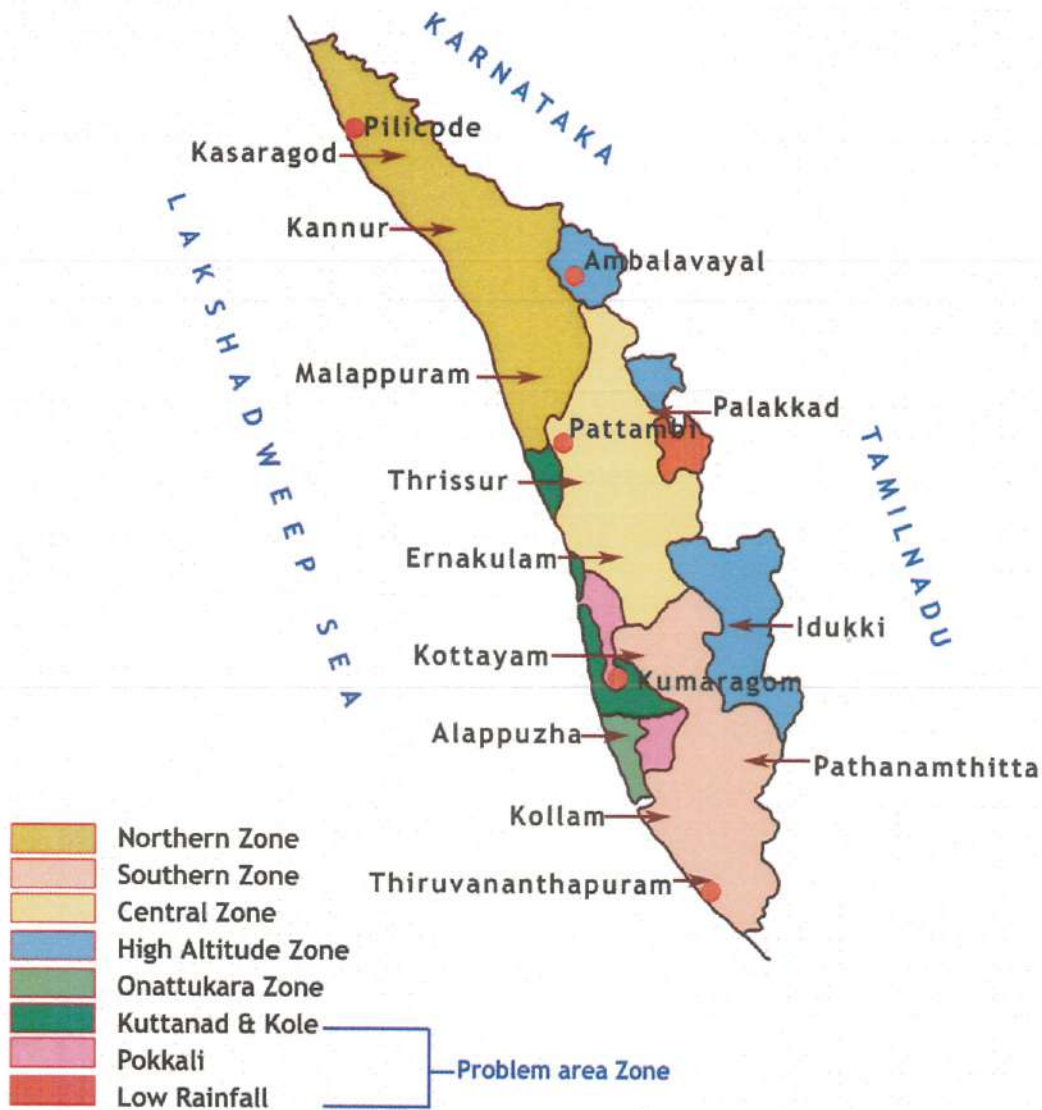 KARNATAKA
Pilicode
Kasaragod
LAKSHADWEEP SEA
Kannur
Ambalavayal
Malappuram
Palakkad
Pattambi
TAMILNADU
Thrissur
Ernakulam
Idukki
Kottayam
Kumaragom
Alappuzha
Pathanamthitta
Kollam
Thiruvananthapuram
Northern Zone
Southern Zone
Central Zone
High Altitude Zone
Onattukara Zone
Kuttanad & Kole
Pokkali
Problem area Zone
Low Rainfall